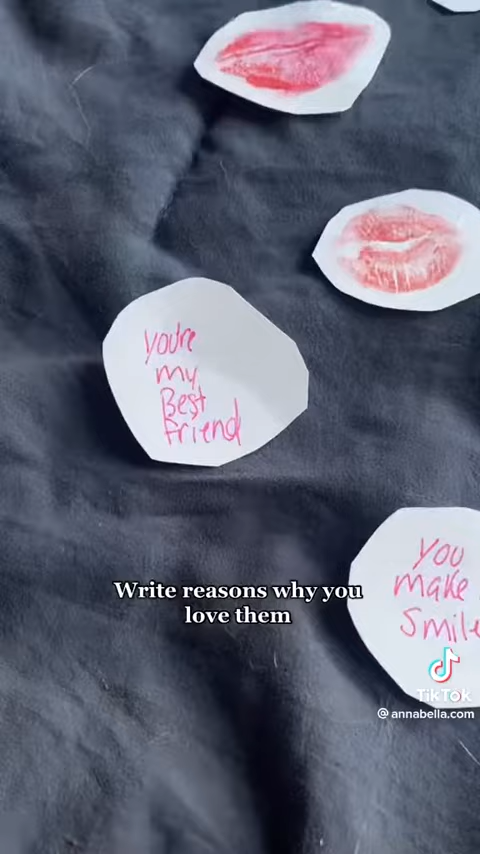 you're
my
Best
friend
you
make
Smile
Write reasons why you
love them
TikTok
@annabella.com